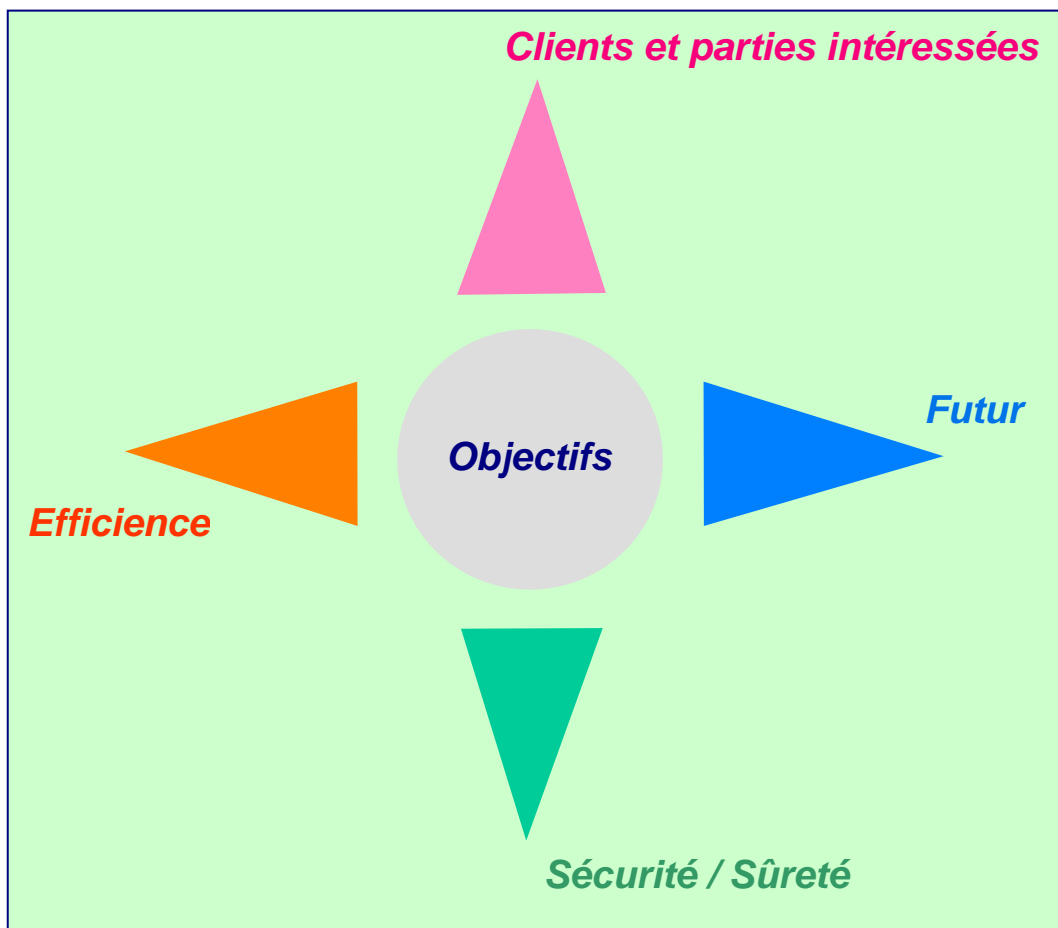 Clients et parties intéressées
Futur
Objectifs
Efficience
Sécurité / Sûreté